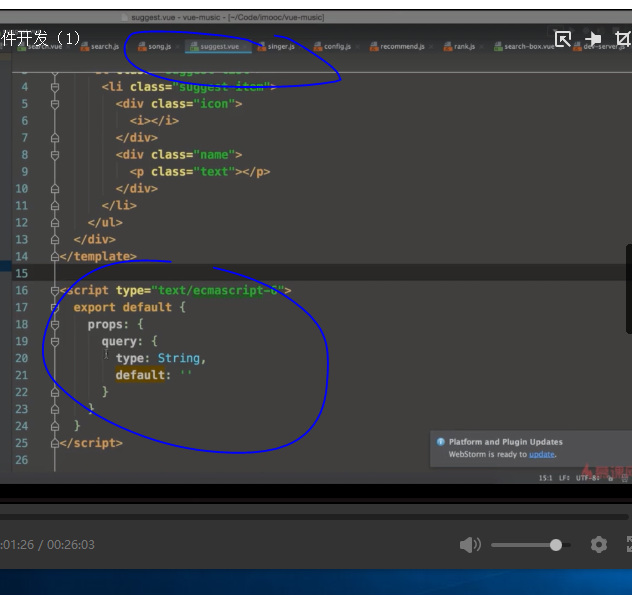 suggest.vue - vue-music - [~/Code/imooc/vue-music]
件开发（1）
search.vue search.js song.js suggest.vue singer.js config.js recommend.js rank.js search-box.vue dev-server.js
4 <li class="suggest-item">
5 <div class="icon">
6 <i></i>
7 </div>
8 <div class="name">
9 <p class="text"></p>
10 </div>
11 </li>
12 </ul>
13 </div>
14 </template>
15
16 <script type="text/ecmascript-6">
17 export default {
18 props: {
19 query: {
20 type: String,
21 default: ''
22 }
23 }
24 }
25 </script>
26
Platform and Plugin Updates
WebStorm is ready to update.
15:1 LF÷ UTF-8÷
:01:26 / 00:26:03